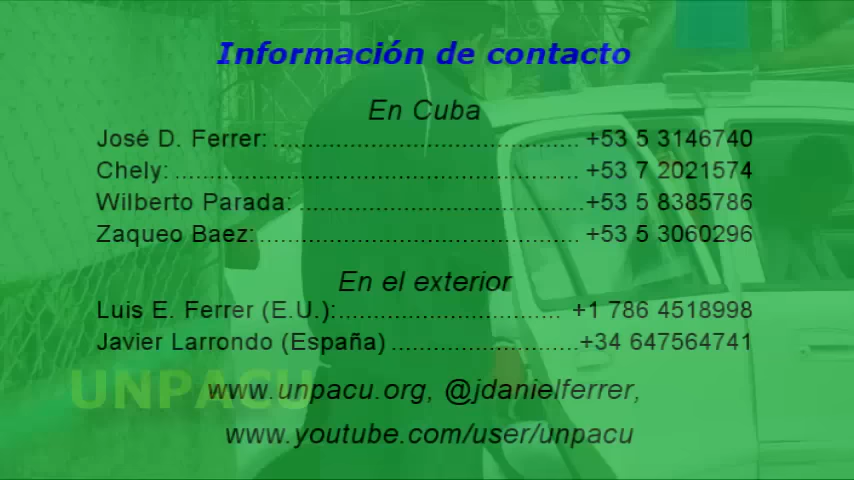 Información de contacto
En Cuba
José D. Ferrer: ............................................ +53 5 3146740
Chely: .......................................................... +53 7 2021574
Wilberto Parada: .........................................+53 5 8385786
Zaqueo Baez: .............................................. +53 5 3060296
En el exterior
Luis E. Ferrer (E.U.):................................ +1 786 4518998
Javier Larrondo (España) ...........................+34 647564741
UNPACU
www.unpacu.org, @jdanielferrer,
www.youtube.com/user/unpacu